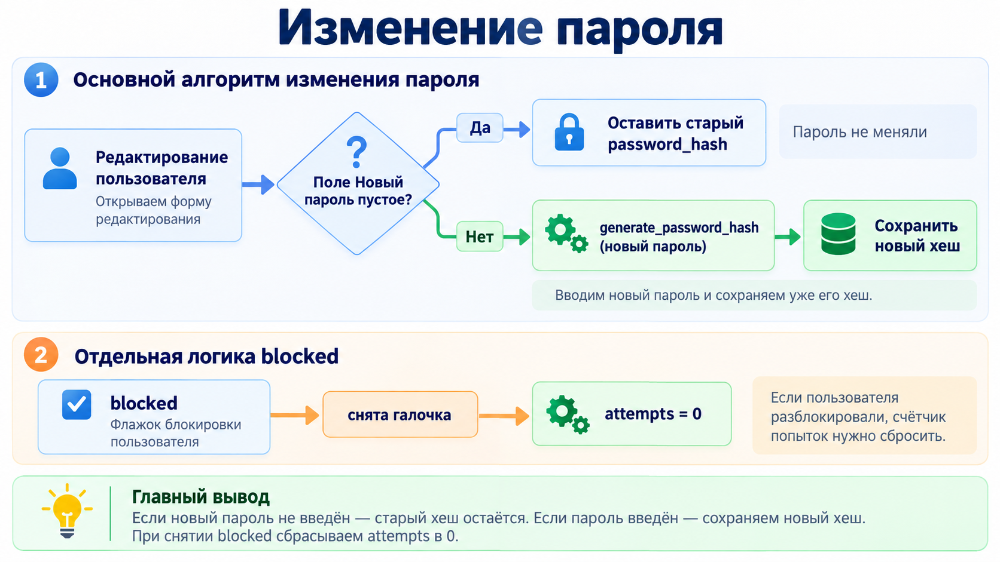 Изменение пароля
1
Основной алгоритм изменения пароля
Редактирование
пользователя
Открываем форму
редактирования
?
Поле Новый
пароль пустое?
Да
Оставить старый
password_hash
Пароль не меняли
Нет
generate_password_hash
(новый пароль)
Сохранить
новый хеш
Вводим новый пароль и сохраняем уже его хеш.
2
Отдельная логика blocked
blocked
Флажок блокировки
пользователя
снята галочка
attempts = 0
Если пользователя
разблокировали, счётчик
попыток нужно сбросить.
Главный вывод
Если новый пароль не введён — старый хеш остаётся. Если пароль введён — сохраняем новый хеш.
При снятии blocked сбрасываем attempts в 0.